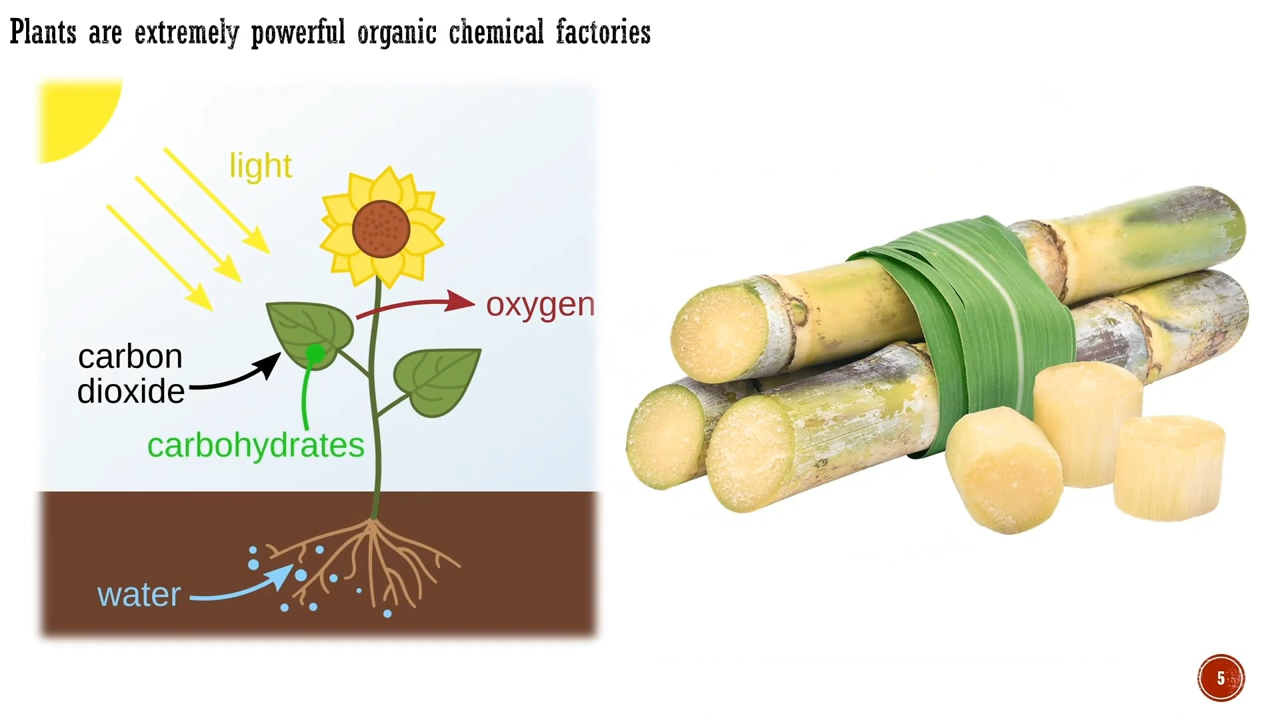 Plants are extremely powerful organic chemical factories
light
oxygen
carbon
dioxide
carbohydrates
water
5